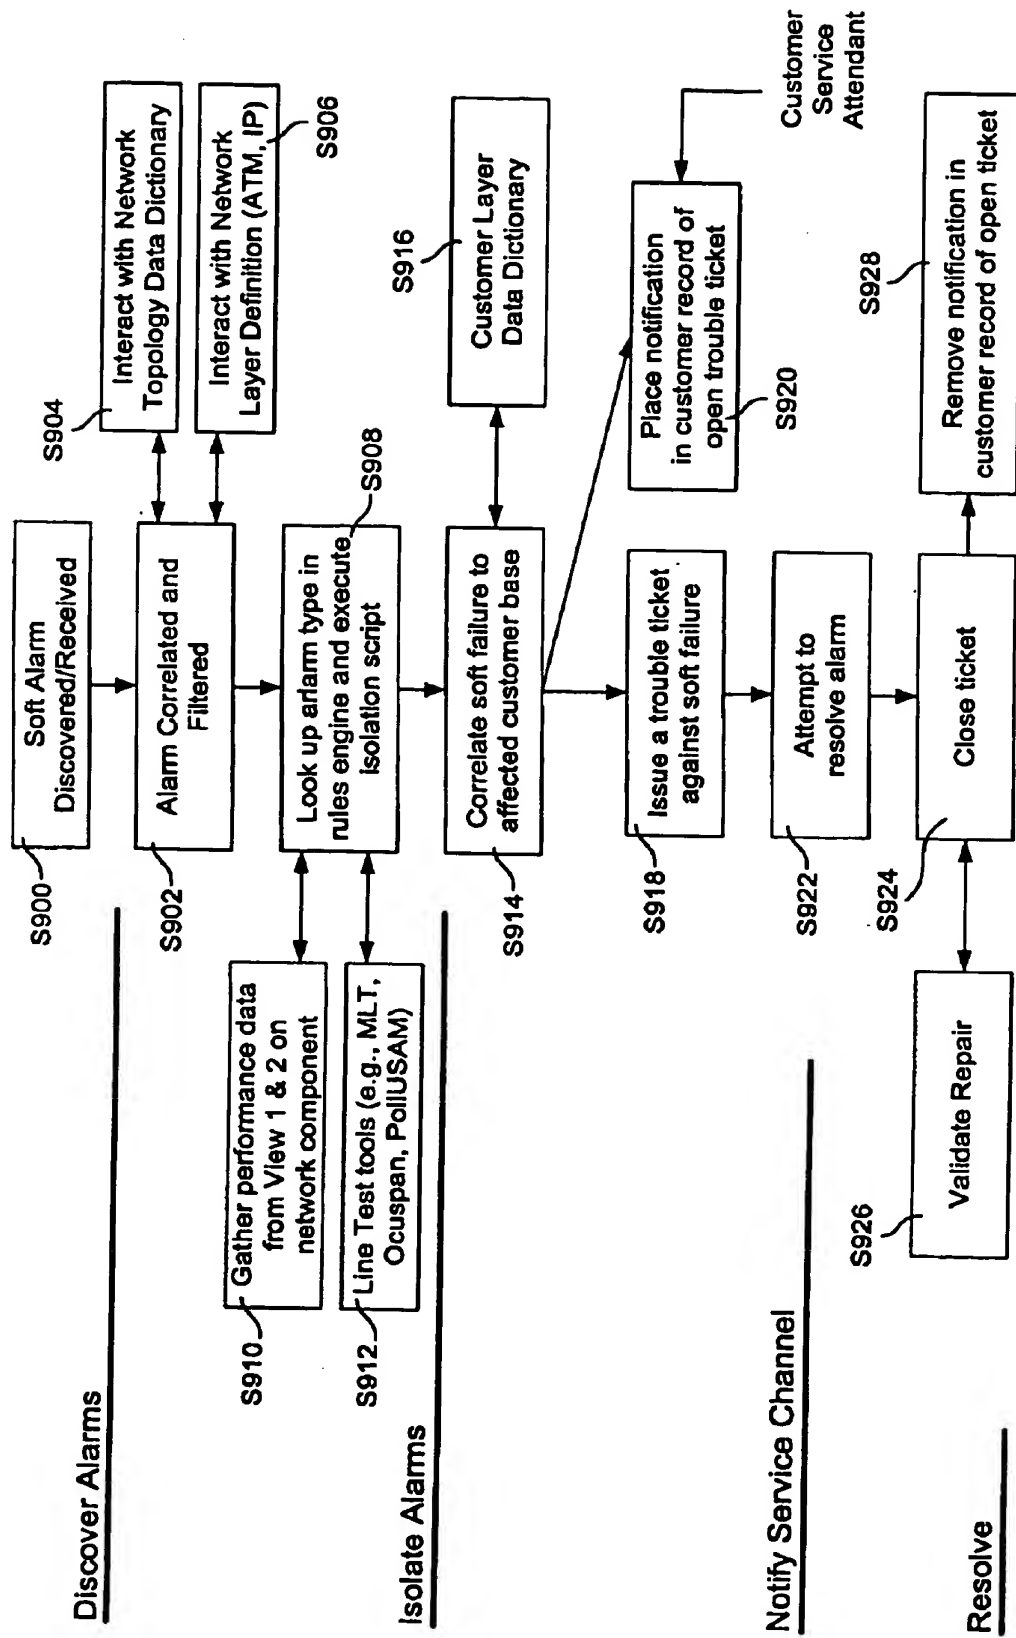 Discover Alarms
S900
Soft Alarm
Discovered/Received
S902
Alarm Correlated and
Filtered
S904
Interact with Network
Topology Data Dictionary
Interact with Network
Layer Definition (ATM, IP)
S906
Isolate Alarms
S910
Gather performance data
from View 1 & 2 on
network component
S912
Line Test tools (e.g., MLT,
Ocuspan, PollUSAM)
Look up arlarm type in
rules engine and execute
isolation script
S908
S914
Correlate soft failure to
affected customer base
S916
Customer Layer
Data Dictionary
Notify Service Channel
S918
Issue a trouble ticket
against soft failure
Place notification
in customer record of
open trouble ticket
S920
Customer
Service
Attendant
S922
Attempt to
resolve alarm
Resolve
S926
Validate Repair
S924
Close ticket
S928
Remove notification in
customer record of open ticket